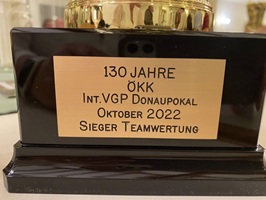 130 JAHRE
ÖKK
INT. VGP DONAUPOKAL
OKTOBER 2022
SIEGER TEAMWERTUNG